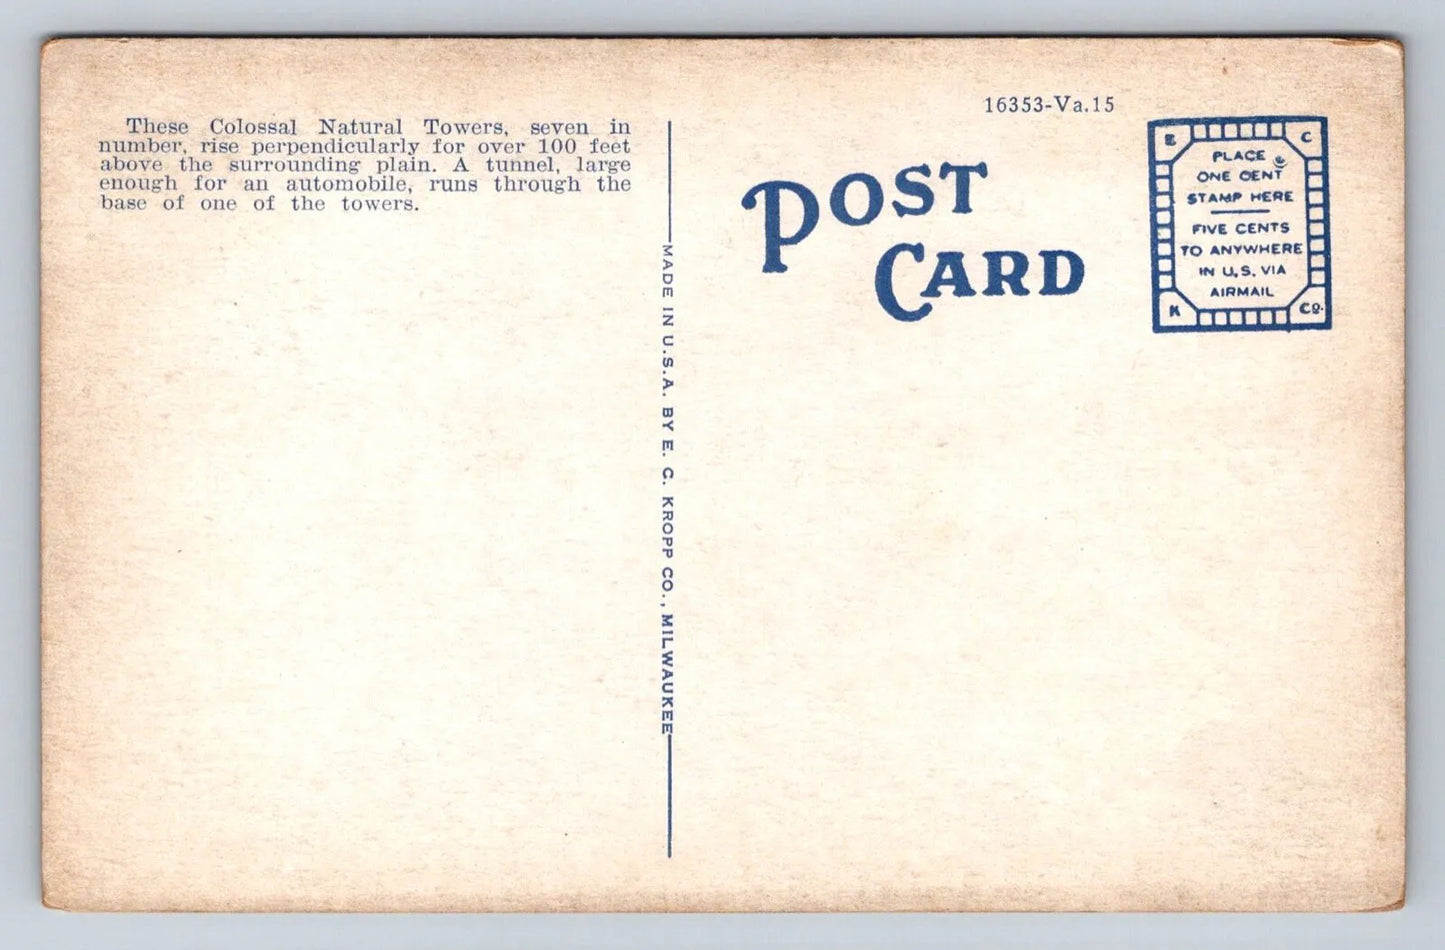 These Colossal Natural Towers, seven in
number, rise perpendicularly for over 100 feet
above the surrounding plain. A tunnel, large
enough for an automobile, runs through the
base of one of the towers.
MADE IN U.S.A. BY E. C. KROPP CO., MILWAUKEE
16353-Va.15
POST
CARD
E C
PLACE
ONE CENT
STAMP HERE
FIVE CENTS
TO ANYWHERE
IN U.S. VIA
AIRMAIL
K CO.